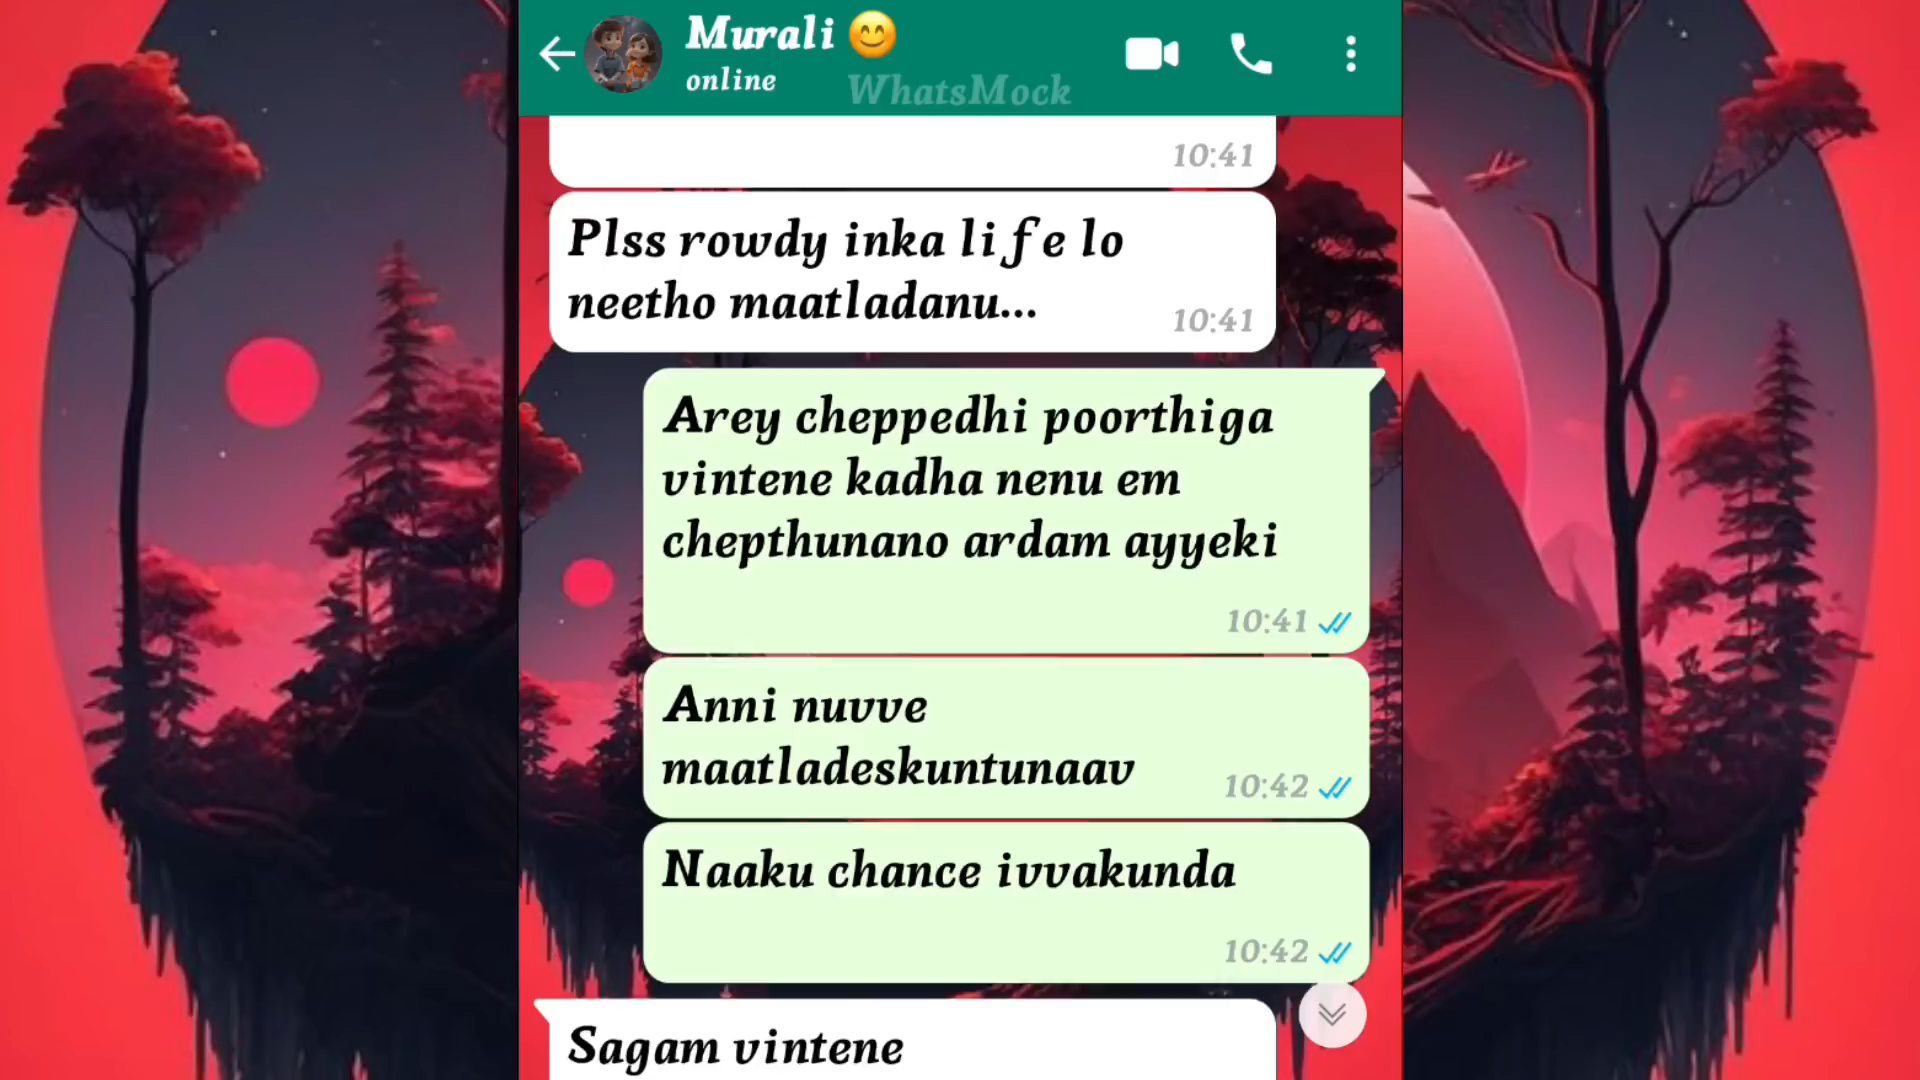 Murali 😊
online
WhatsMock
10:41
Plss rowdy inka life lo
neetho maatladanu...
10:41
Arey cheppedhi poorthiga
vintene kadha nenu em
chepthunano ardam ayyeki
10:41
Anni nuvve
maatladeskuntunaav
10:42
Naaku chance ivvakunda
10:42
Sagam vintene